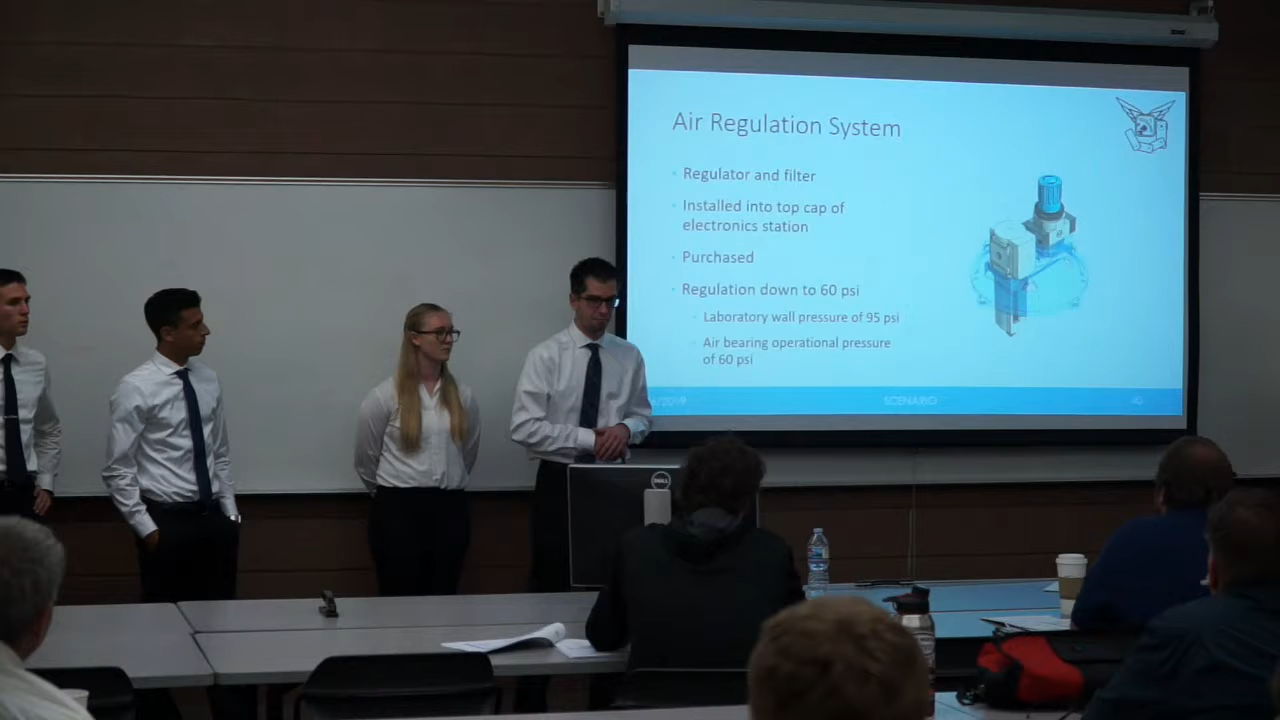 Air Regulation System
Regulator and filter
Installed into top cap of
electronics station
Purchased
Regulation down to 60 psi
Laboratory wall pressure of 95 psi
Air bearing operational pressure
of 60 psi
/2019
SCENARIO
40
DELL